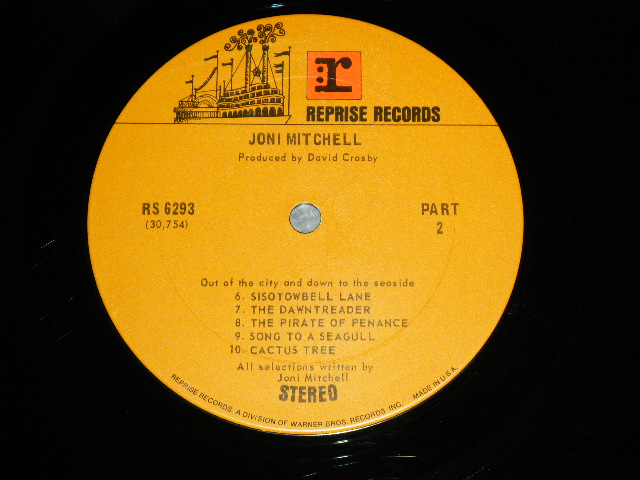 r
REPRISE RECORDS
JONI MITCHELL
Produced by David Crosby
RS 6293
(30,754)
PART
2
Out of the city and down to the seaside
6. SISOTOWBELL LANE
7. THE DAWNTREADER
8. THE PIRATE OF PENANCE
9. SONG TO A SEAGULL
10. CACTUS TREE
All selections written by
Joni Mitchell
STEREO
REPRISE RECORDS, A DIVISION OF WARNER BROS. RECORDS, INC. MADE IN U.S.A.